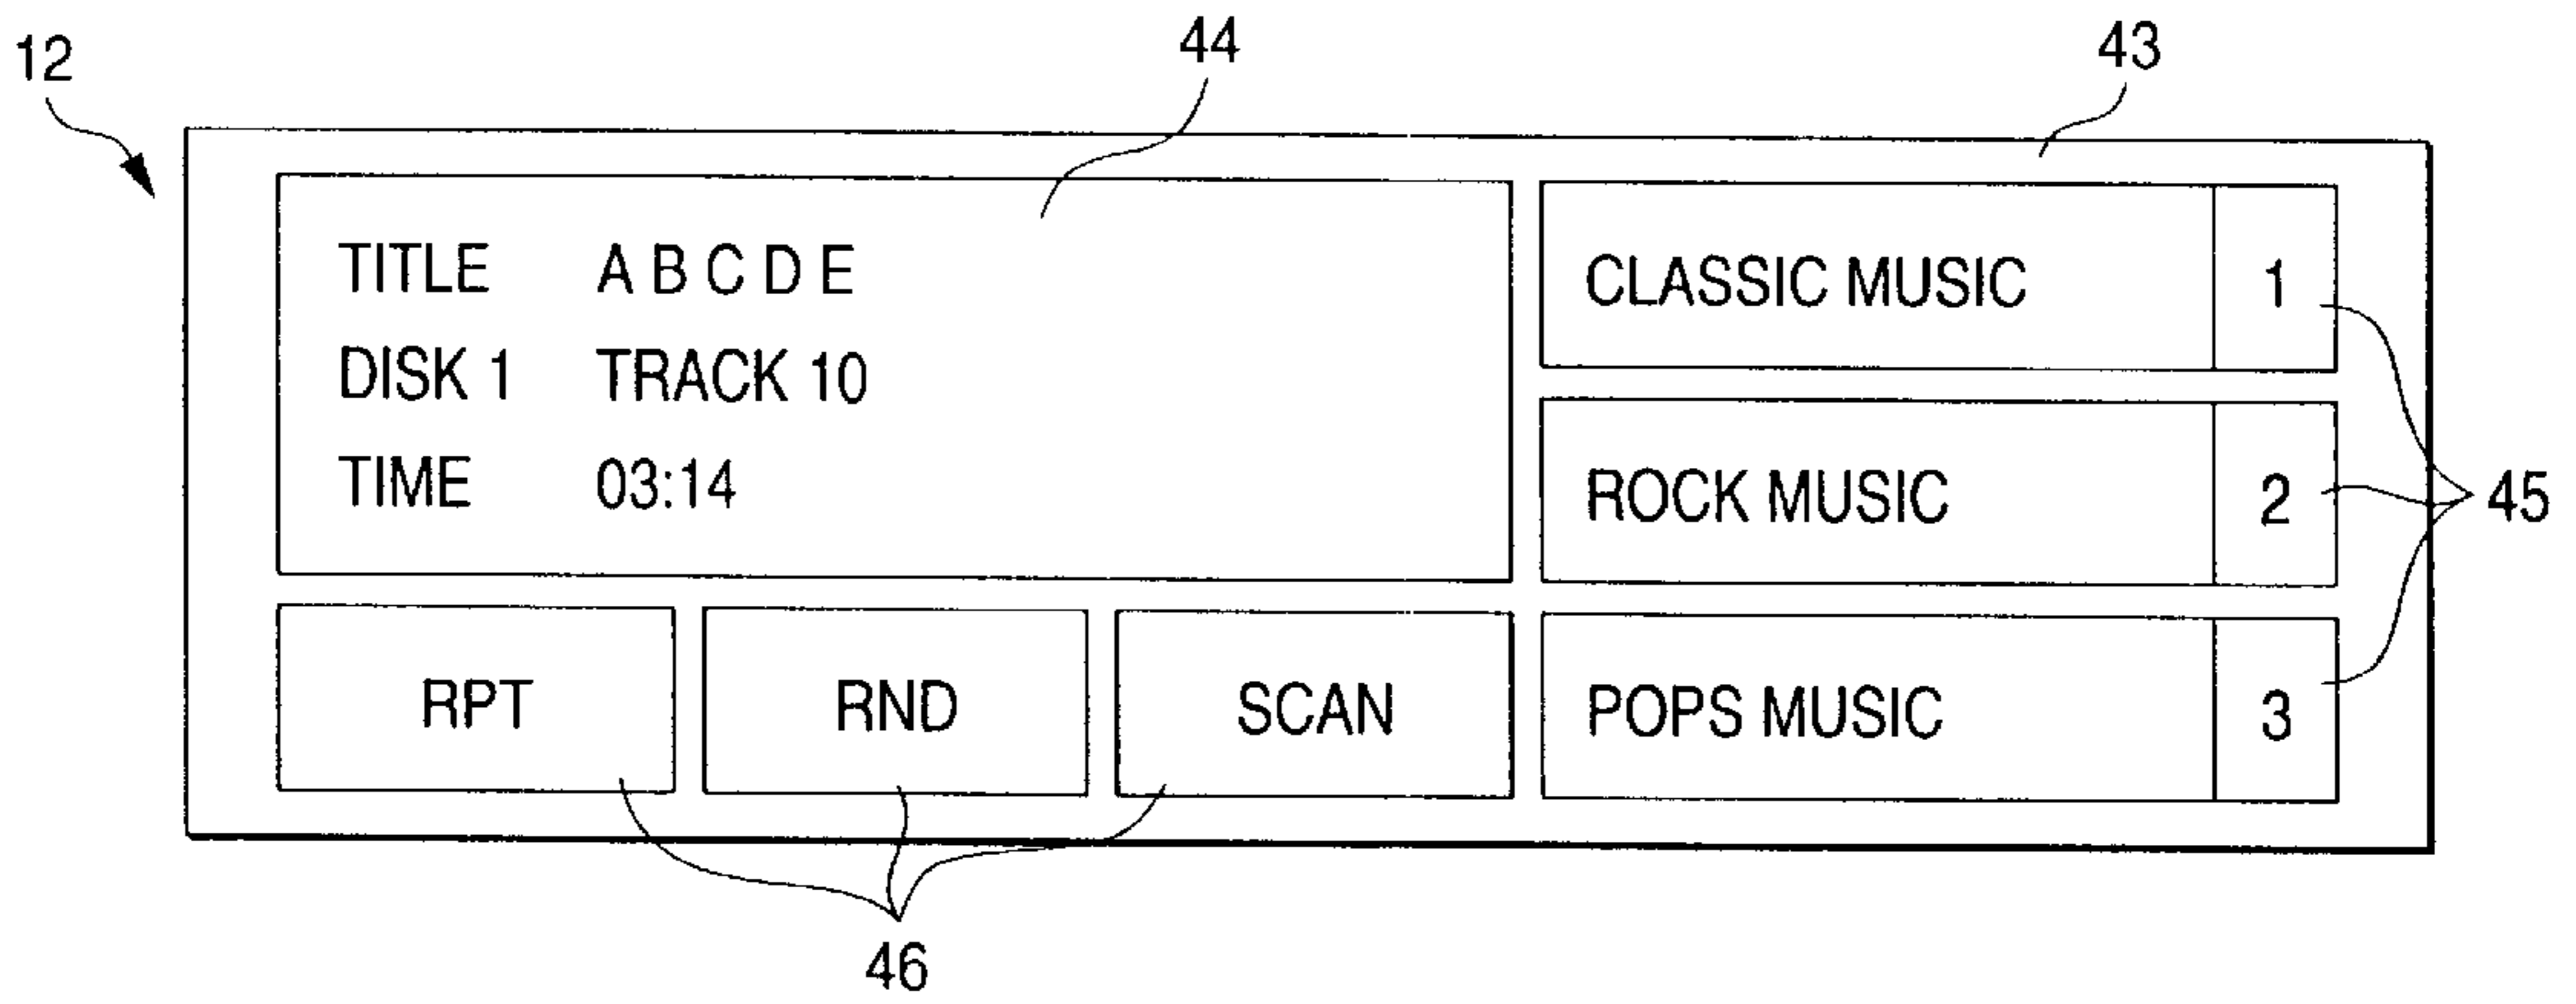 12
44
43
TITLE A B C D E
DISK 1 TRACK 10
TIME 03:14
CLASSIC MUSIC 1
ROCK MUSIC 2
45
RPT RND SCAN
POPS MUSIC 3
46